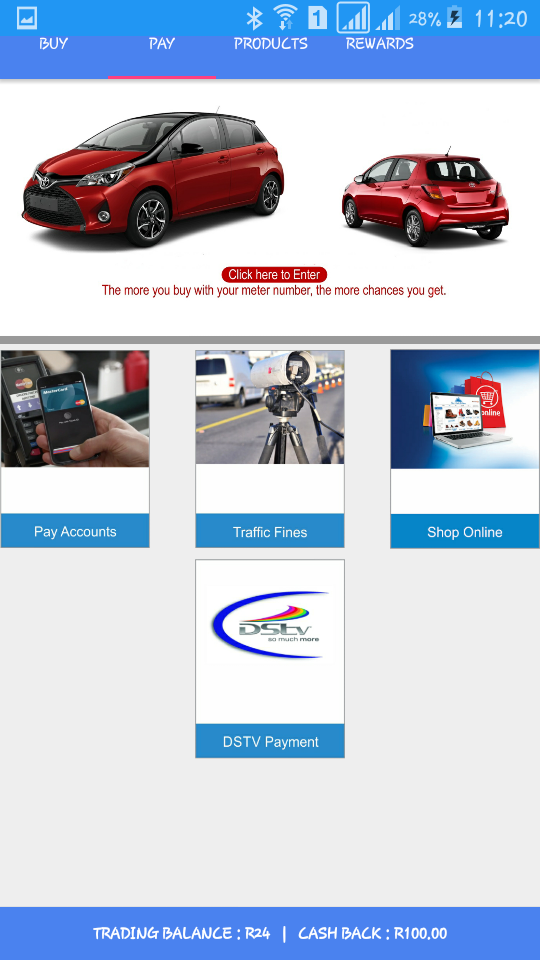 1 28% 11:20
BUY PAY PRODUCTS REWARDS
Click here to Enter
The more you buy with your meter number, the more chances you get.
MasterCard
online
Pay Accounts Traffic Fines Shop Online
DStv
so much more
DSTV Payment
TRADING BALANCE : R24 | CASH BACK : R100.00